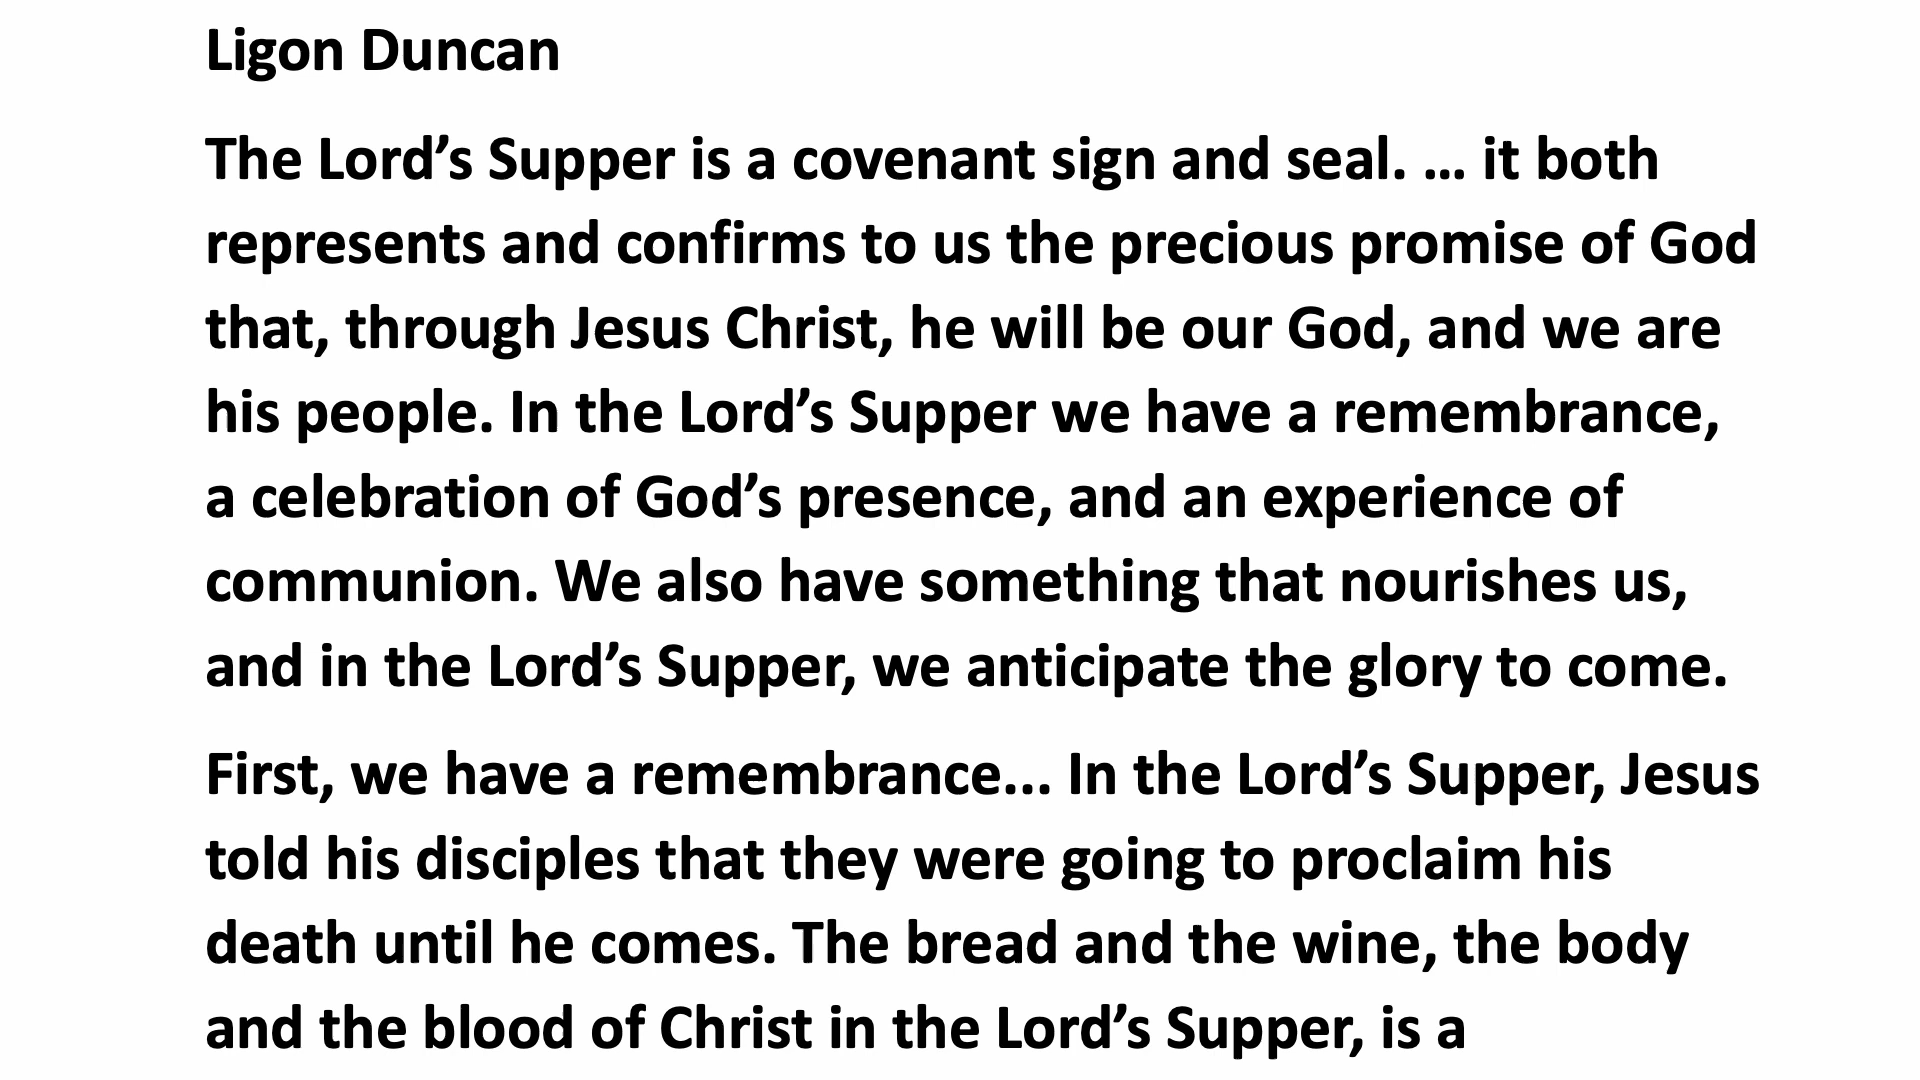 Ligon Duncan
The Lord’s Supper is a covenant sign and seal. … it both
represents and confirms to us the precious promise of God
that, through Jesus Christ, he will be our God, and we are
his people. In the Lord’s Supper we have a remembrance,
a celebration of God’s presence, and an experience of
communion. We also have something that nourishes us,
and in the Lord’s Supper, we anticipate the glory to come.
First, we have a remembrance... In the Lord’s Supper, Jesus
told his disciples that they were going to proclaim his
death until he comes. The bread and the wine, the body
and the blood of Christ in the Lord’s Supper, is a